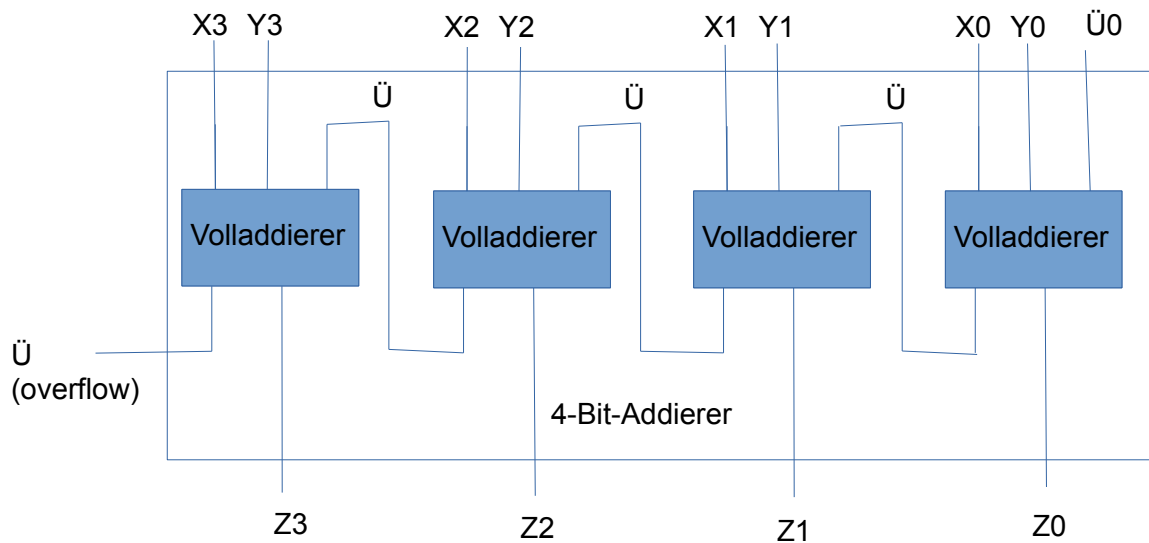 X3 Y3 X2 Y2 X1 Y1 X0 Y0 Ü0
Ü Ü Ü
Volladdierer Volladdierer Volladdierer Volladdierer
Ü
(overflow)
4-Bit-Addierer
Z3 Z2 Z1 Z0